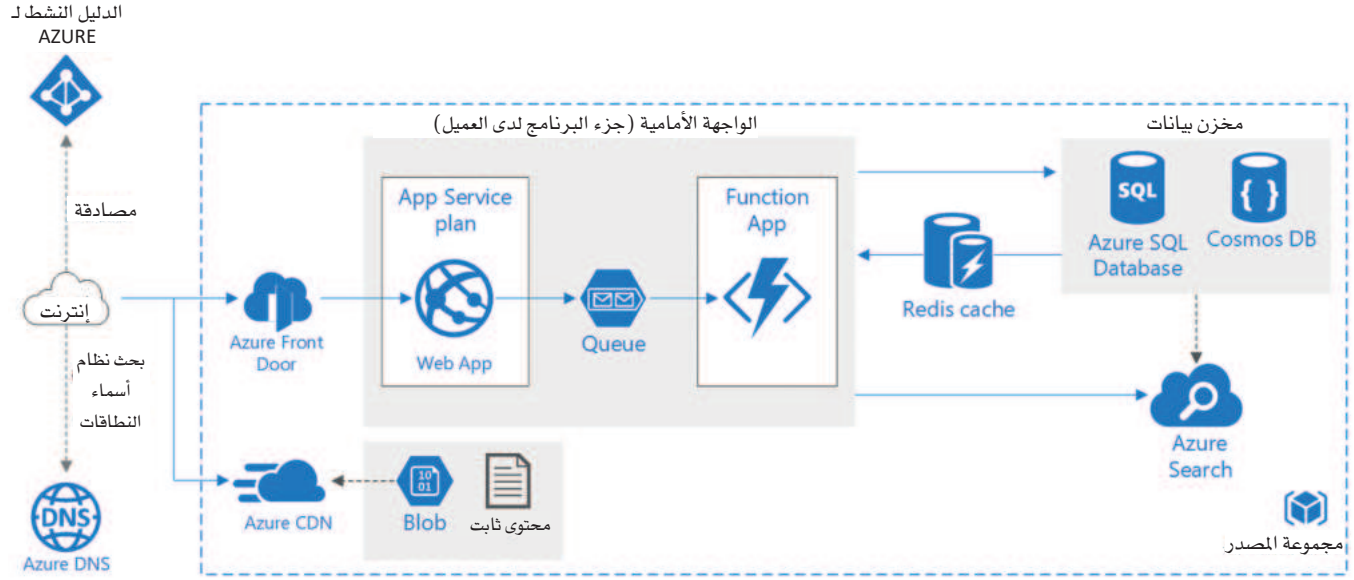 الدليل النشط لـ
AZURE
مصادقة
إنترنت
بحث نظام
أسماء
النطاقات
DNS
Azure DNS
الواجهة الأمامية (جزء البرنامج لدى العميل)
مخزن بيانات
App Service
plan
Web App
Queue
Function
App
Azure Front
Door
SQL
Azure SQL
Database
{ }
Cosmos DB
Redis cache
Azure
Search
Azure CDN
10
01
Blob
محتوى ثابت
مجموعة المصدر